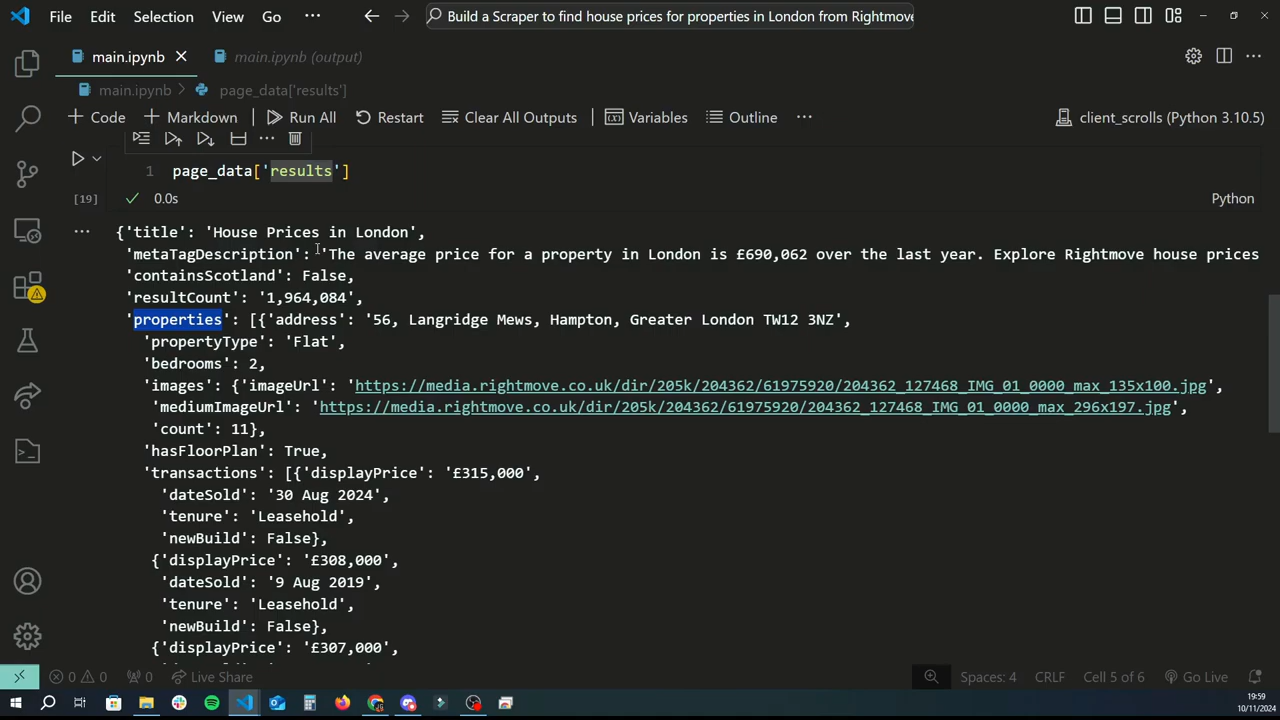 File Edit Selection View Go ··· Build a Scraper to find house prices for properties in London from Rightmove
main.ipynb main.ipynb (output)
main.ipynb > page_data['results']
+ Code + Markdown Run All Restart Clear All Outputs Variables Outline ··· client_scrolls (Python 3.10.5)
1 page_data['results']
[19] 0.0s Python
{'title': 'House Prices in London',
'metaTagDescription': 'The average price for a property in London is £690,062 over the last year. Explore Rightmove house prices
'containsScotland': False,
'resultCount': '1,964,084',
'properties': [{'address': '56, Langridge Mews, Hampton, Greater London TW12 3NZ',
'propertyType': 'Flat',
'bedrooms': 2,
'images': {'imageUrl': 'https://media.rightmove.co.uk/dir/205k/204362/61975920/204362_127468_IMG_01_0000_max_135x100.jpg',
'mediumImageUrl': 'https://media.rightmove.co.uk/dir/205k/204362/61975920/204362_127468_IMG_01_0000_max_296x197.jpg',
'count': 11},
'hasFloorPlan': True,
'transactions': [{'displayPrice': '£315,000',
'dateSold': '30 Aug 2024',
'tenure': 'Leasehold',
'newBuild': False},
{'displayPrice': '£308,000',
'dateSold': '9 Aug 2019',
'tenure': 'Leasehold',
'newBuild': False},
{'displayPrice': '£307,000',
0 0 0 Live Share Spaces: 4 CRLF Cell 5 of 6 Go Live
19:59
10/11/2024